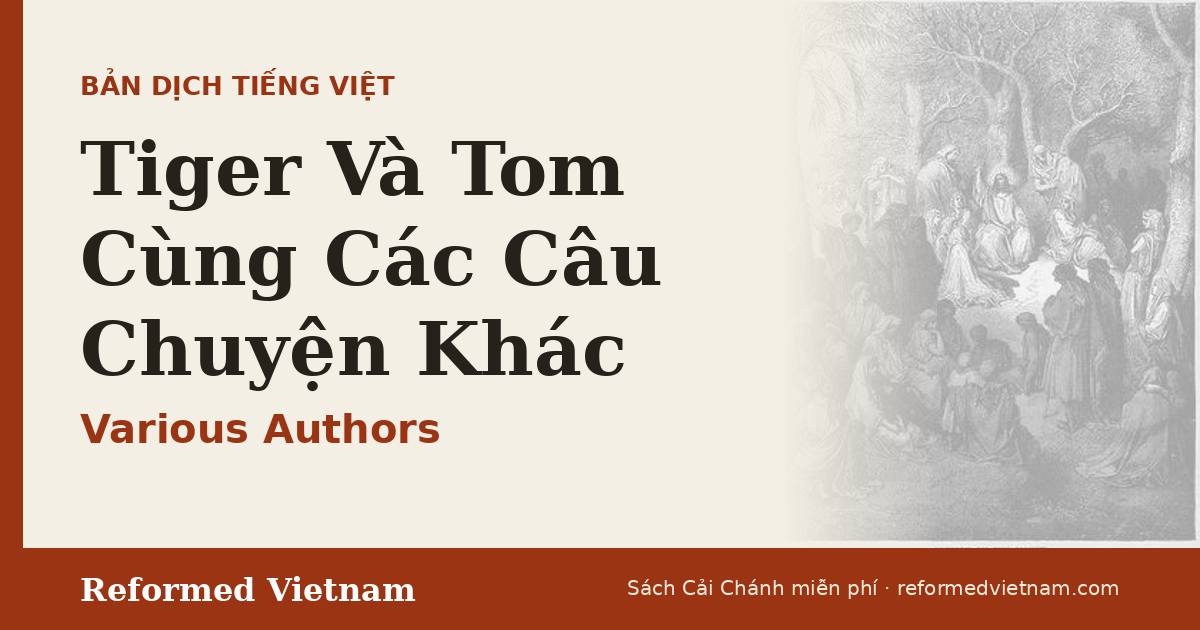 BẢN DỊCH TIẾNG VIỆT
Tiger Và Tom
Cùng Các Câu
Chuyện Khác
Various Authors
Reformed Vietnam
Sách Cải Chánh miễn phí · reformedvietnam.com